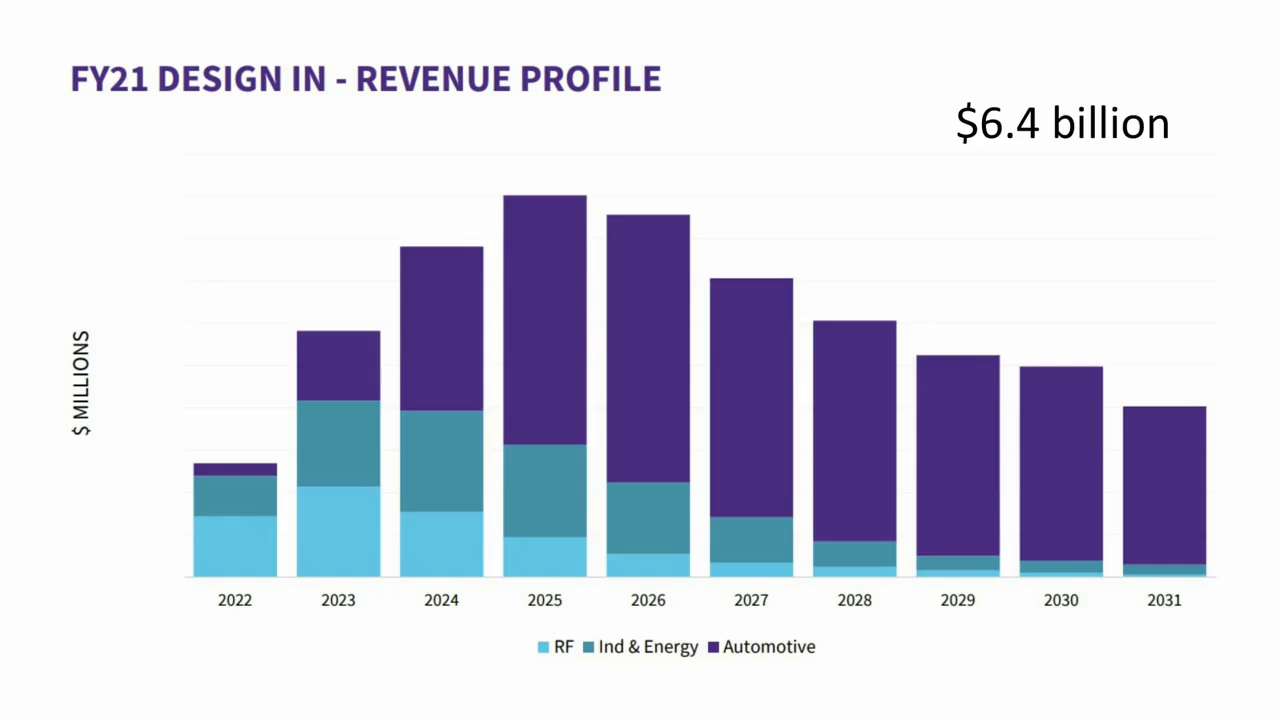 FY21 DESIGN IN - REVENUE PROFILE
$6.4 billion
$ MILLIONS
2022 2023 2024 2025 2026 2027 2028 2029 2030 2031
RF Ind & Energy Automotive